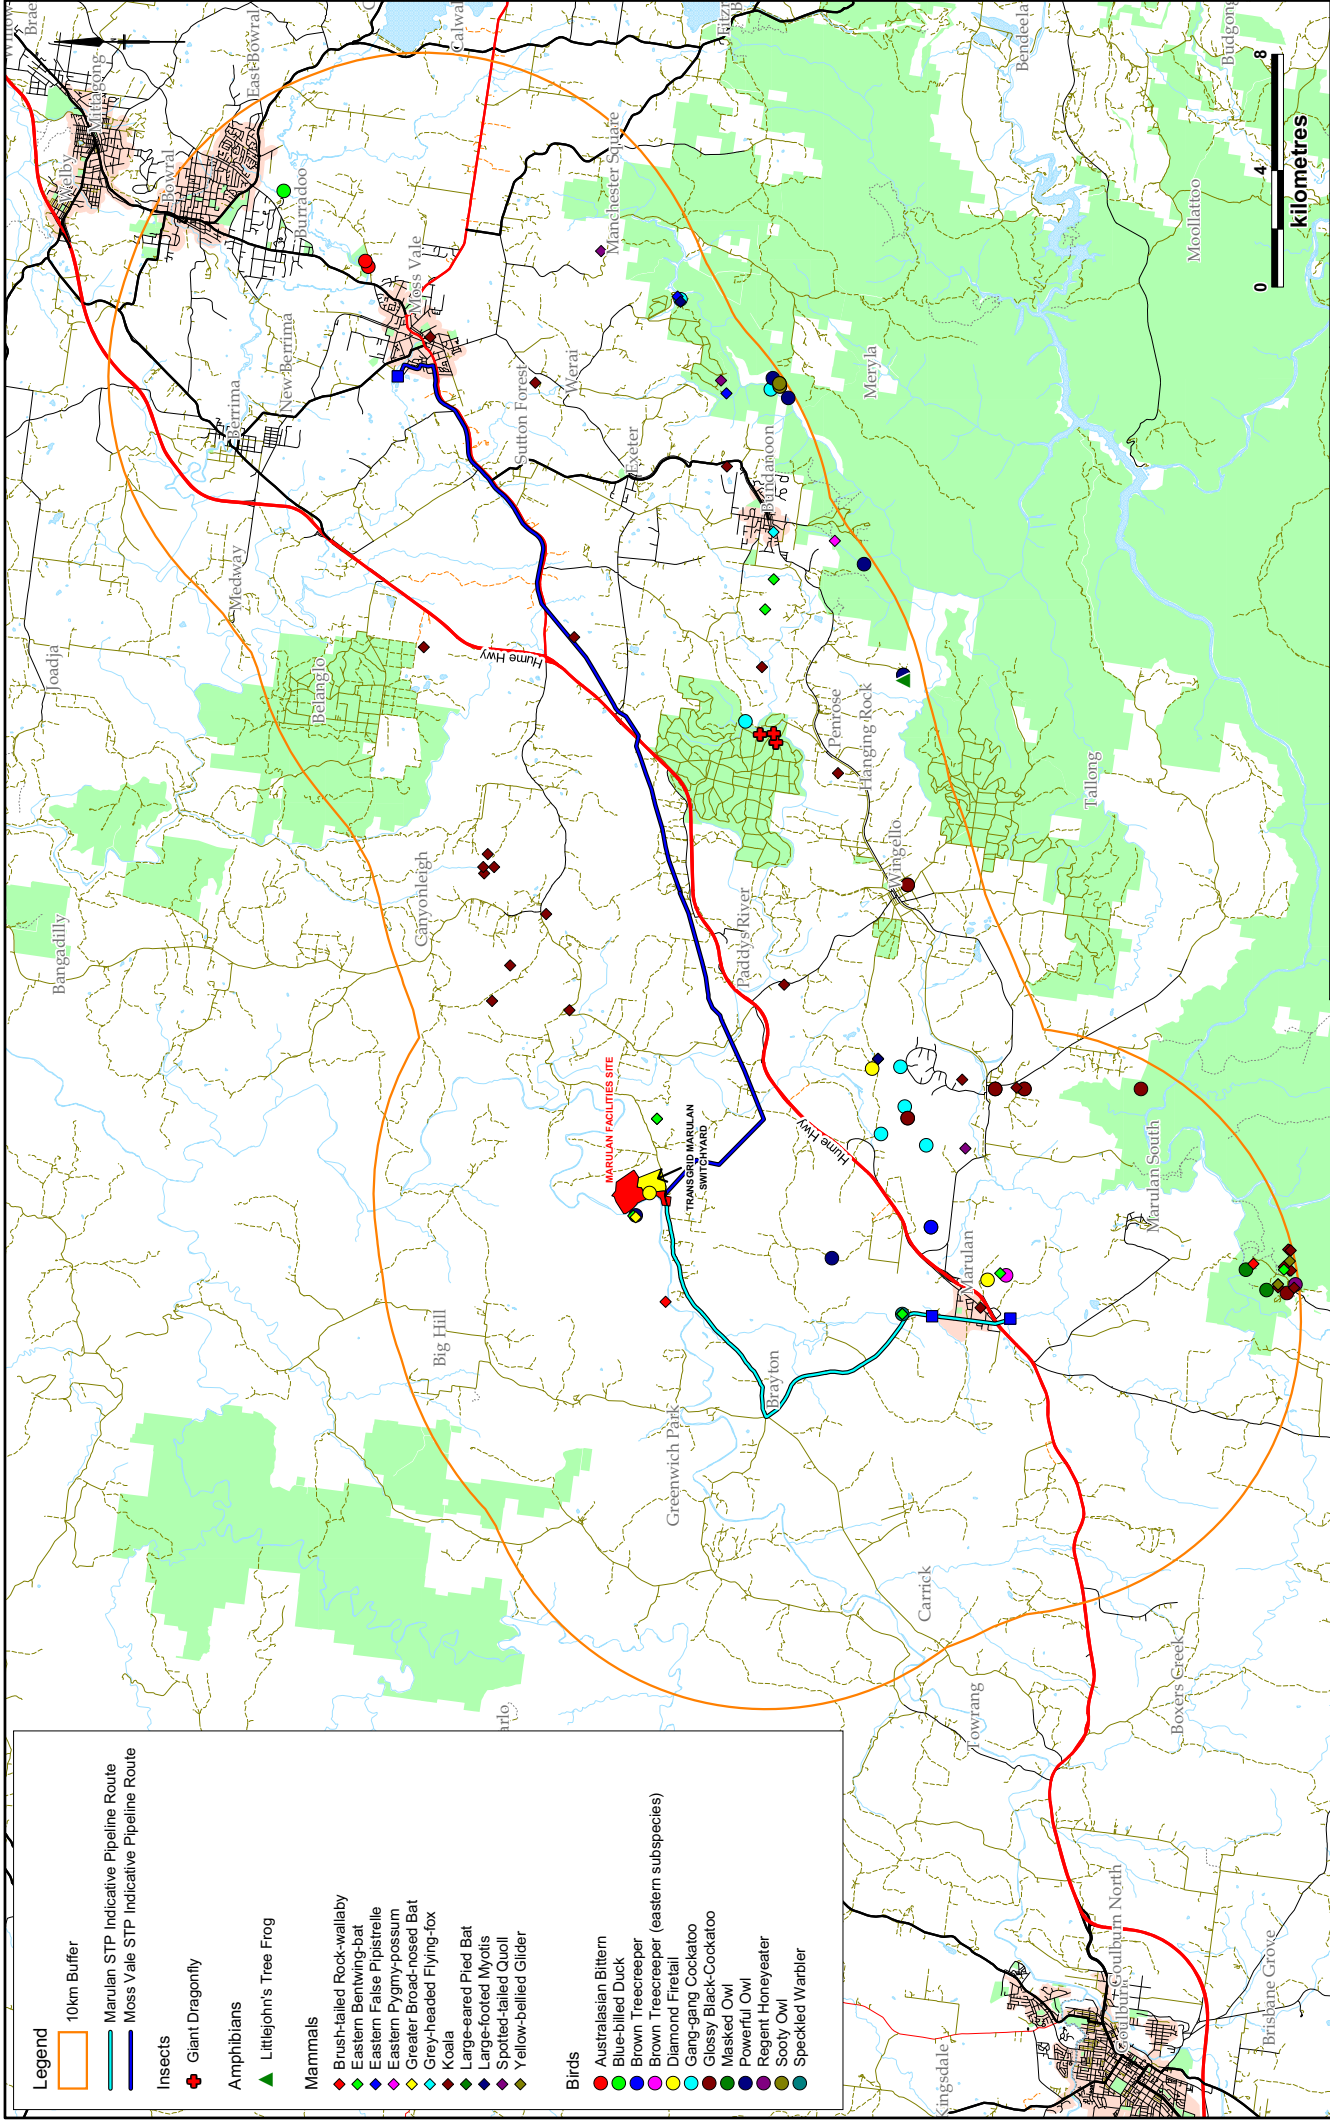 Legend
10km Buffer
Marulan STP Indicative Pipeline Route
Moss Vale STP Indicative Pipeline Route
Insects
Giant Dragonfly
Amphibians
Littlejohn's Tree Frog
Mammals
Brush-tailed Rock-wallaby
Eastern Bentwing-bat
Eastern False Pipistrelle
Eastern Pygmy-possum
Greater Broad-nosed Bat
Grey-headed Flying-fox
Koala
Large-eared Pied Bat
Large-footed Myotis
Spotted-tailed Quoll
Yellow-bellied Glider
Birds
Australasian Bittern
Blue-billed Duck
Brown Treecreeper
Brown Treecreeper (eastern subspecies)
Diamond Firetail
Gang-gang Cockatoo
Glossy Black-Cockatoo
Masked Owl
Powerful Owl
Regent Honeyeater
Sooty Owl
Speckled Warbler
Bangadilly
Joadja
Welby
Mittagong
Brae
Bowral
East Bowral
Burradoo
Calwal
Medway
Berrima
New Berrima
Moss Vale
Belanglo
Canyonleigh
Big Hill
arlo
Hume Hwy
Sutton Forest
Werai
Manchester Square
Exeter
MARULAN FACILITIES SITE
TRANSGRID MARULAN
SWITCHYARD
Greenwich Park
Brayton
Paddys River
Bundanoon
Fitzr
Penrose
Hanging Rock
Meryla
Hume Hwy
Wingello
Carrick
Towrang
Marulan
Kingsdale
Bendeela
Tallong
Marulan South
Boxers Creek
Goulburn North
Goulburn
Moollattoo
Budgong
Brisbane Grove
0
4
8
kilometres